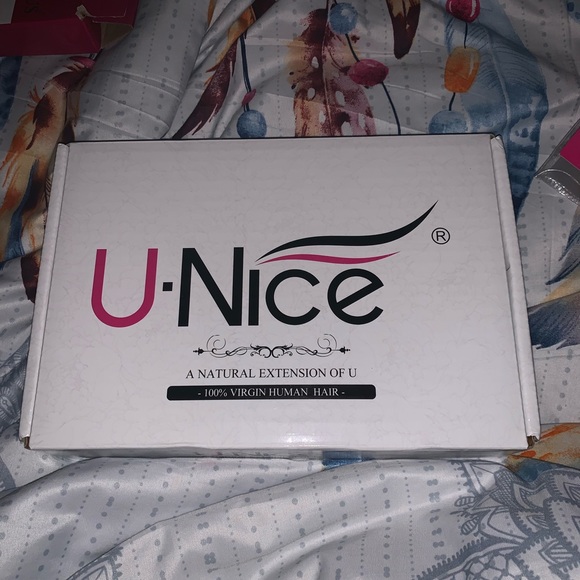 U·Nice ®
A NATURAL EXTENSION OF U
- 100% VIRGIN HUMAN HAIR -